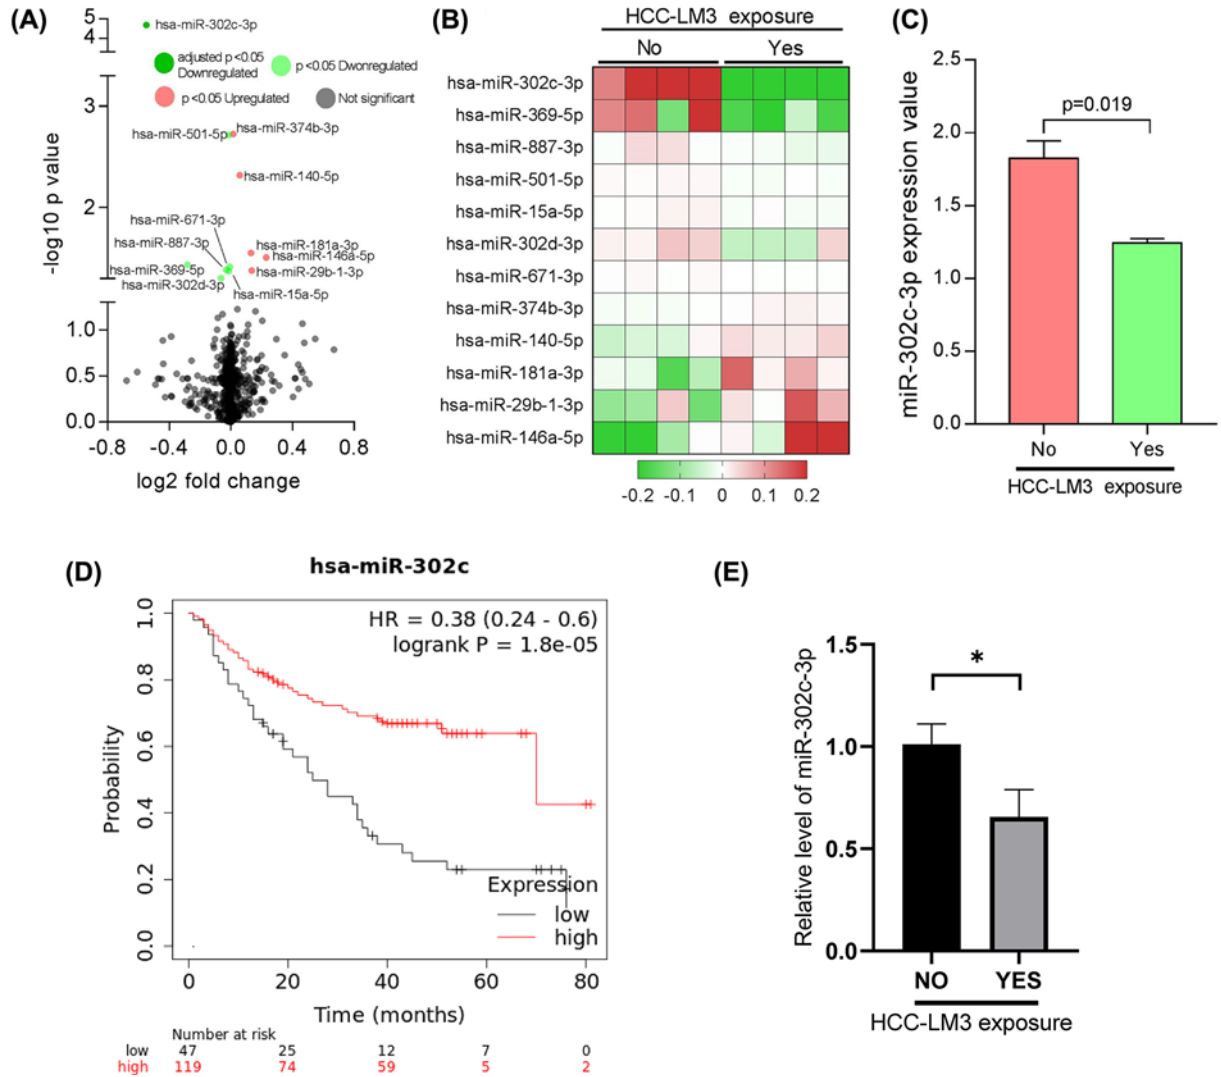 (A)
5
4
3
2
1.0
0.5
0.0
-log10 p value
hsa-miR-302c-3p
adjusted p <0.05
Downregulated
p <0.05 Dwonregulated
p <0.05 Upregulated
Not significant
hsa-miR-501-5p
hsa-miR-374b-3p
hsa-miR-140-5p
hsa-miR-671-3p
hsa-miR-887-3p
hsa-miR-181a-3p
hsa-miR-146a-5p
hsa-miR-369-5p
hsa-miR-29b-1-3p
hsa-miR-302d-3p
hsa-miR-15a-5p
-0.8 -0.4 0.0 0.4 0.8
log2 fold change
(B)
HCC-LM3 exposure
No Yes
hsa-miR-302c-3p
hsa-miR-369-5p
hsa-miR-887-3p
hsa-miR-501-5p
hsa-miR-15a-5p
hsa-miR-302d-3p
hsa-miR-671-3p
hsa-miR-374b-3p
hsa-miR-140-5p
hsa-miR-181a-3p
hsa-miR-29b-1-3p
hsa-miR-146a-5p
-0.2 -0.1 0 0.1 0.2
(C)
miR-302c-3p expression value
2.5
2.0
1.5
1.0
0.5
0.0
p=0.019
No Yes
HCC-LM3 exposure
(D)
hsa-miR-302c
HR = 0.38 (0.24 - 0.6)
logrank P = 1.8e-05
Probability
1.0
0.8
0.6
0.4
0.2
0.0
Expression
low
high
0 20 40 60 80
Time (months)
Number at risk
low 47 25 12 7 0
high 119 74 59 5 2
(E)
Relative level of miR-302c-3p
1.5
1.0
0.5
0.0
*
NO YES
HCC-LM3 exposure